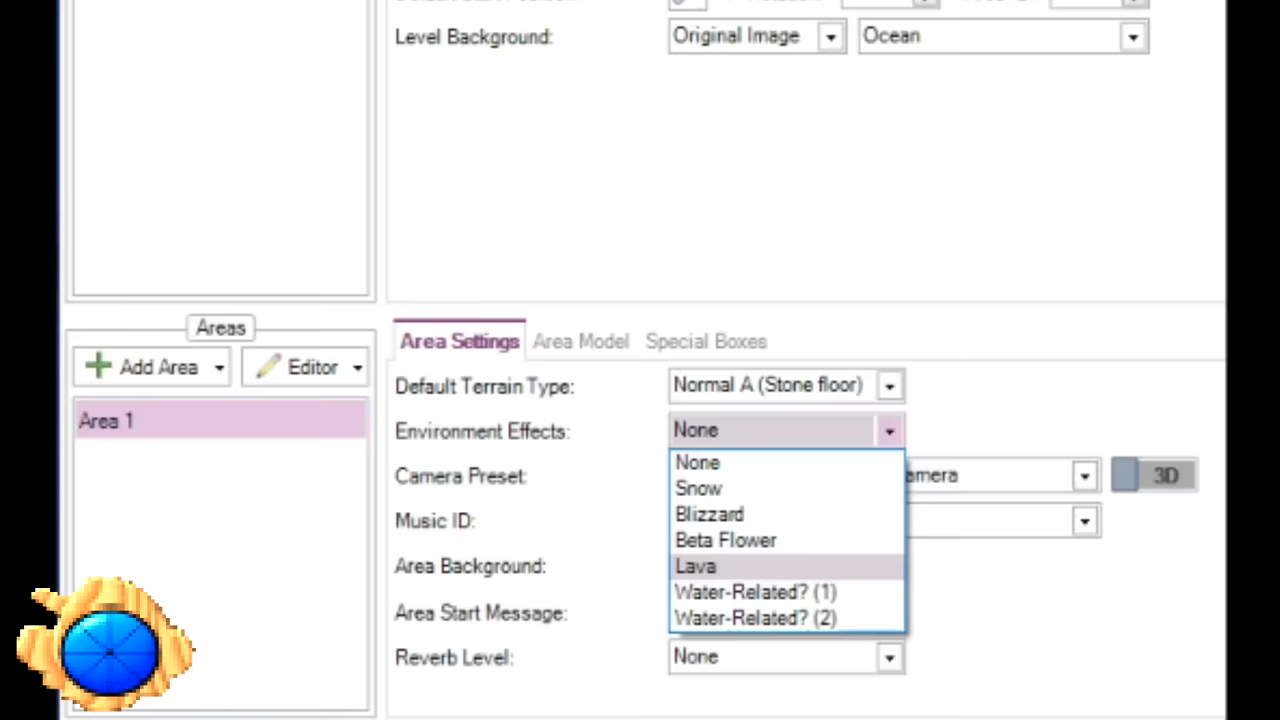 Level Background: Original Image Ocean
Areas
Add Area Editor
Area 1
Area Settings Area Model Special Boxes
Default Terrain Type: Normal A (Stone floor)
Environment Effects: None
None
Snow
Blizzard
Beta Flower
Lava
Water-Related? (1)
Water-Related? (2)
Camera Preset: amera 3D
Music ID:
Area Background:
Area Start Message:
Reverb Level: None